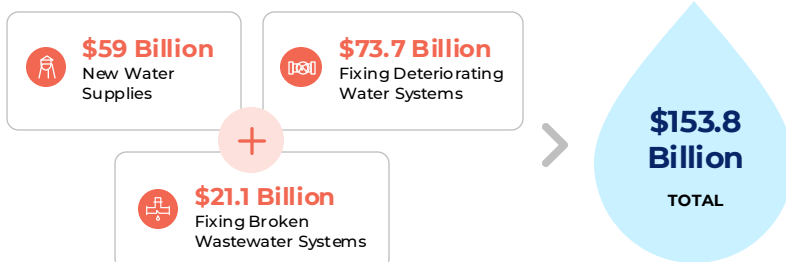 $59 Billion
New Water
Supplies
$73.7 Billion
Fixing Deteriorating
Water Systems
$21.1 Billion
Fixing Broken
Wastewater Systems
$153.8
Billion
TOTAL